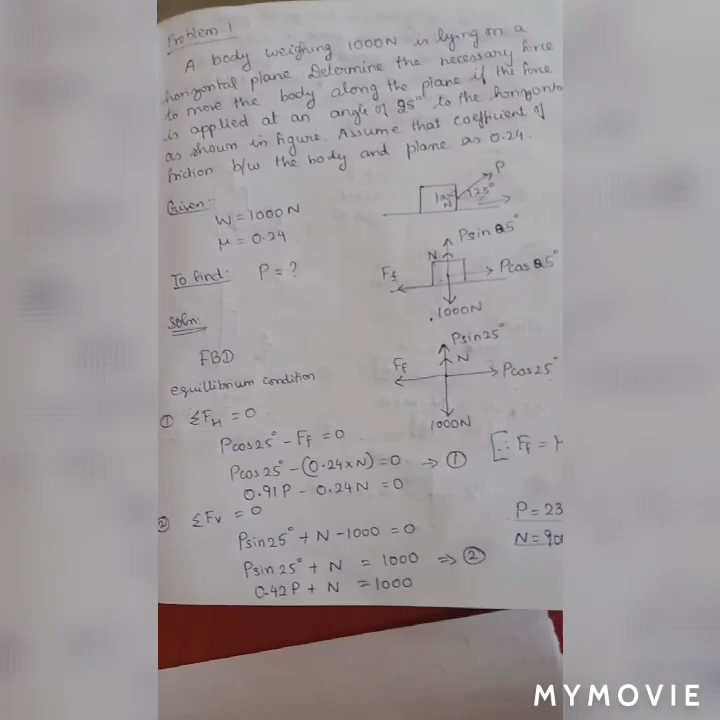 Problem 1
A body weighing 1000N is lying on a
horizontal plane. Determine the necessary force
to move the body along the plane if the force
is applied at an angle of 25° to the horizonta
as shown in figure. Assume that coefficient of
friction b/w the body and plane as 0.24.
Given:-
W = 1000 N
μ = 0.24
P
25°
To find: P = ?
Psin 25°
N
Ff
Pcos 25°
1000N
Soln:
FBD
Psin25°
N
Ff
Pcos25°
1000N
equillibrium condition
① ΣFH = 0
Pcos25° - Ff = 0
Pcos25° - (0.24×N) = 0 → ①
[∴ Ff =
0.91P - 0.24N = 0
② ΣFv = 0
Psin25° + N - 1000 = 0
Psin25° + N = 1000 ⇒ ②
0.42P + N = 1000
P = 23
N = 90
MYMOVIE